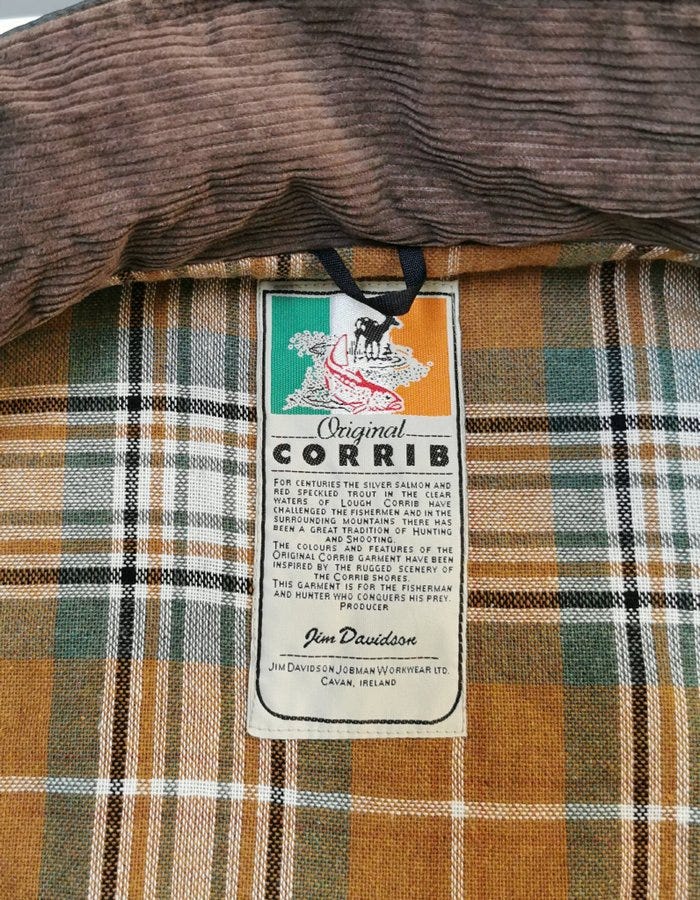 Original
CORRIB
FOR CENTURIES THE SILVER SALMON AND
RED SPECKLED TROUT IN THE CLEAR
WATERS OF LOUGH CORRIB HAVE
CHALLENGED THE FISHERMEN AND IN THE
SURROUNDING MOUNTAINS THERE HAS
BEEN A GREAT TRADITION OF HUNTING
AND SHOOTING.
THE COLOURS AND FEATURES OF THE
ORIGINAL CORRIB GARMENT HAVE BEEN
INSPIRED BY THE RUGGED SCENERY OF
THE CORRIB SHORES.
THIS GARMENT IS FOR THE FISHERMAN
AND HUNTER WHO CONQUERS HIS PREY.
PRODUCER
Jim Davidson
JIM DAVIDSON JOBMAN WORKWEAR LTD.
CAVAN, IRELAND